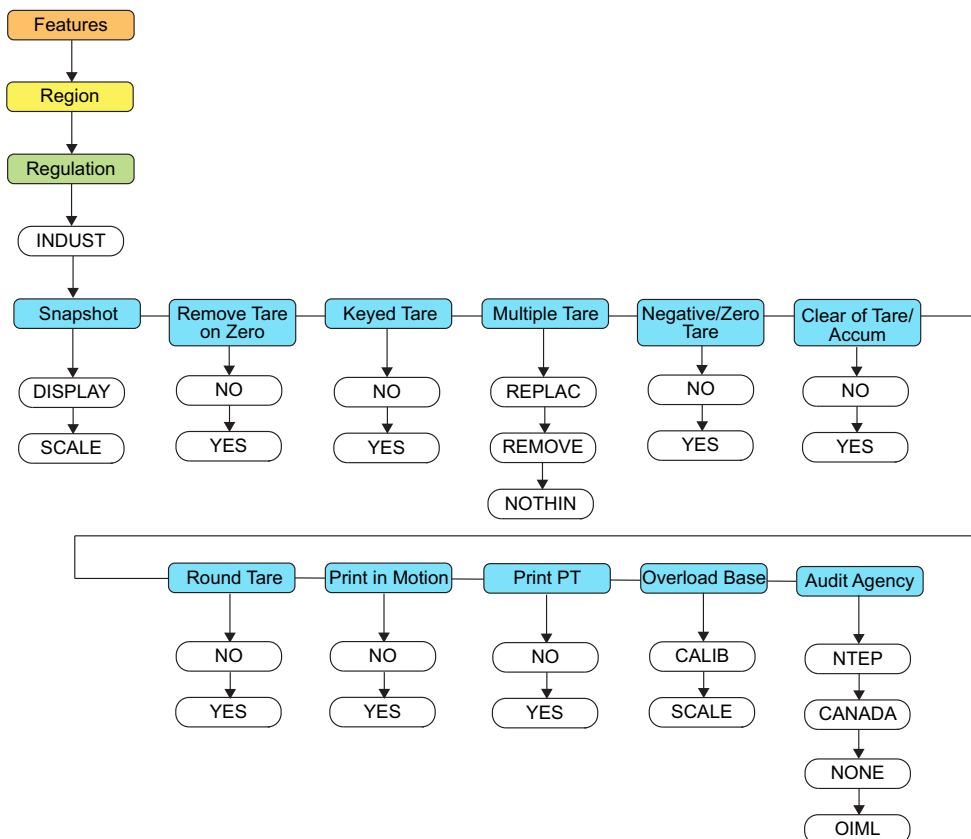 Features
Region
Regulation
INDUST
Snapshot
Remove Tare
on Zero
Keyed Tare
Multiple Tare
Negative/Zero
Tare
Clear of Tare/
Accum
DISPLAY
NO
NO
REPLAC
NO
NO
SCALE
YES
YES
REMOVE
YES
YES
NOTHIN
Round Tare
Print in Motion
Print PT
Overload Base
Audit Agency
NO
NO
NO
CALIB
NTEP
YES
YES
YES
SCALE
CANADA
NONE
OIML